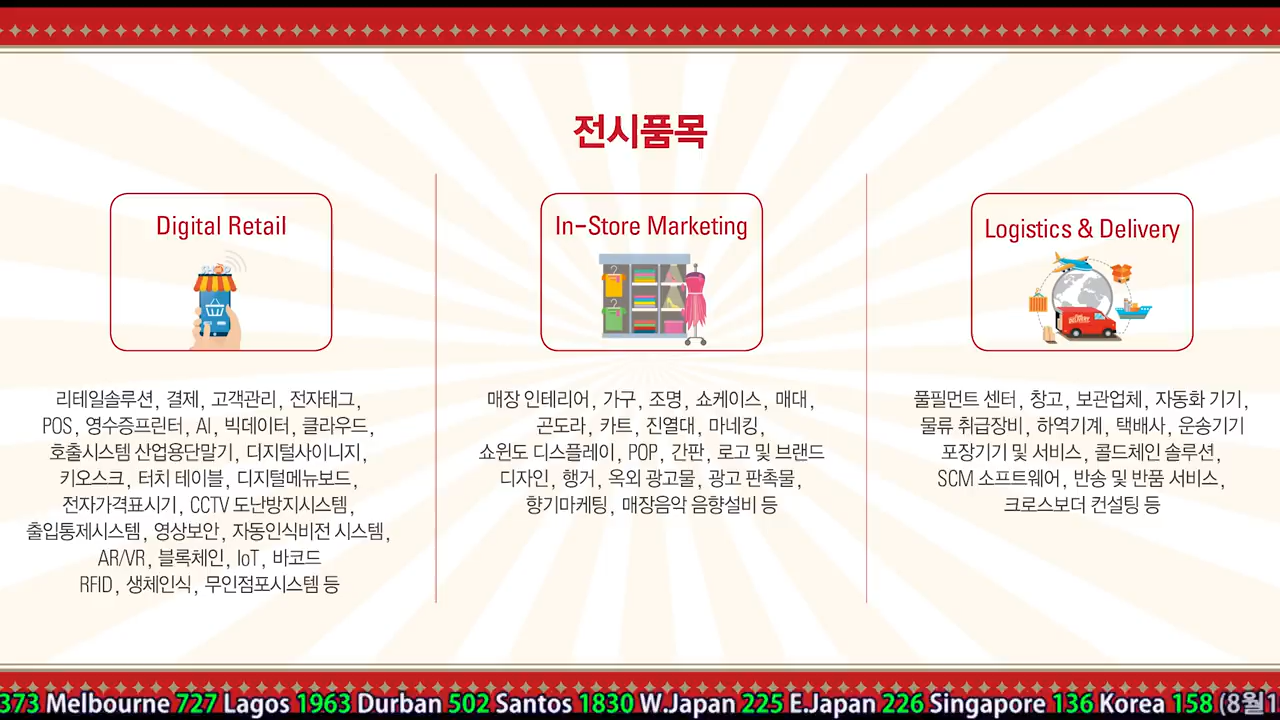 전시품목
Digital Retail
리테일솔루션, 결제, 고객관리, 전자태그,
POS, 영수증프린터, AI, 빅데이터, 클라우드,
호출시스템 산업용단말기, 디지털사이니지,
키오스크, 터치 테이블, 디지털메뉴보드,
전자가격표시기, CCTV 도난방지시스템,
출입통제시스템, 영상보안, 자동인식비전 시스템,
AR/VR, 블록체인, IoT, 바코드
RFID, 생체인식, 무인점포시스템 등
In-Store Marketing
매장 인테리어, 가구, 조명, 쇼케이스, 매대,
곤도라, 카트, 진열대, 마네킹,
쇼윈도 디스플레이, POP, 간판, 로고 및 브랜드
디자인, 행거, 옥외 광고물, 광고 판촉물,
향기마케팅, 매장음악 음향설비 등
Logistics & Delivery
풀필먼트 센터, 창고, 보관업체, 자동화 기기,
물류 취급장비, 하역기계, 택배사, 운송기기
포장기기 및 서비스, 콜드체인 솔루션,
SCM 소프트웨어, 반송 및 반품 서비스,
크로스보더 컨설팅 등
373 Melbourne 727 Lagos 1963 Durban 502 Santos 1830 W.Japan 225 E.Japan 226 Singapore 136 Korea 158 (8월1